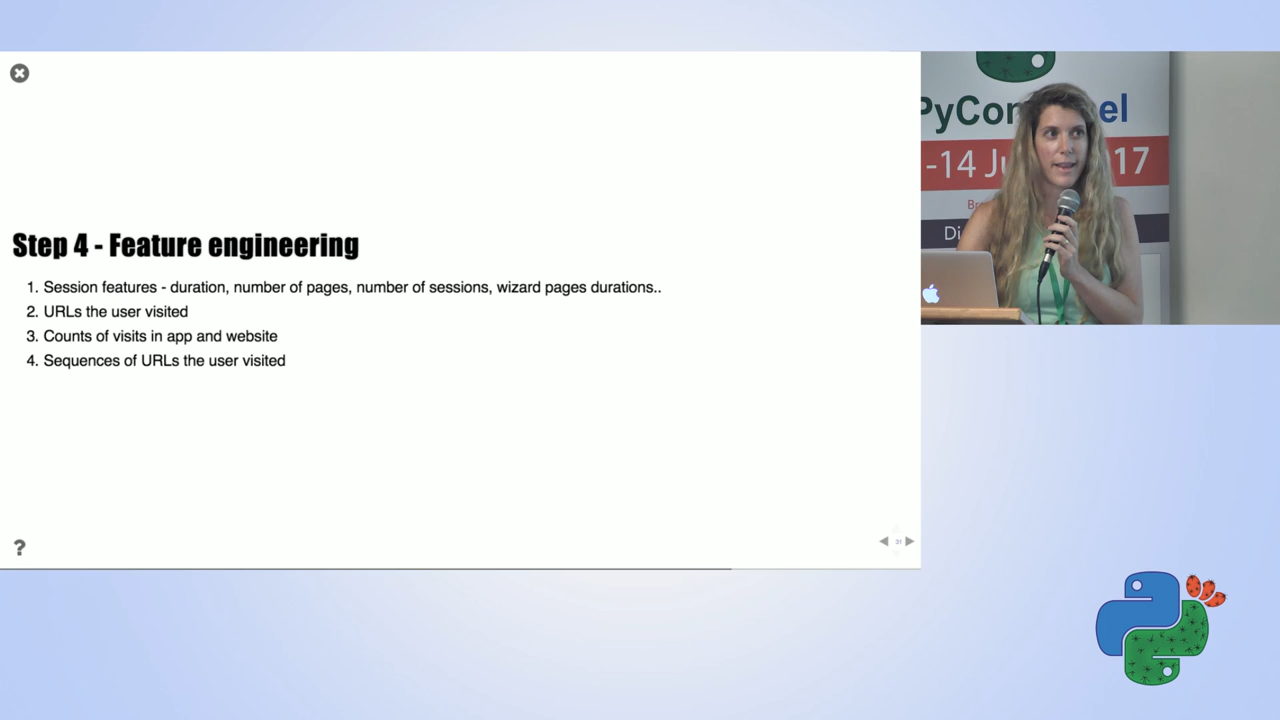 Step 4 - Feature engineering
1. Session features - duration, number of pages, number of sessions, wizard pages durations..
2. URLs the user visited
3. Counts of visits in app and website
4. Sequences of URLs the user visited
?
31
PyCon el
-14 Ju 17
Br
Di